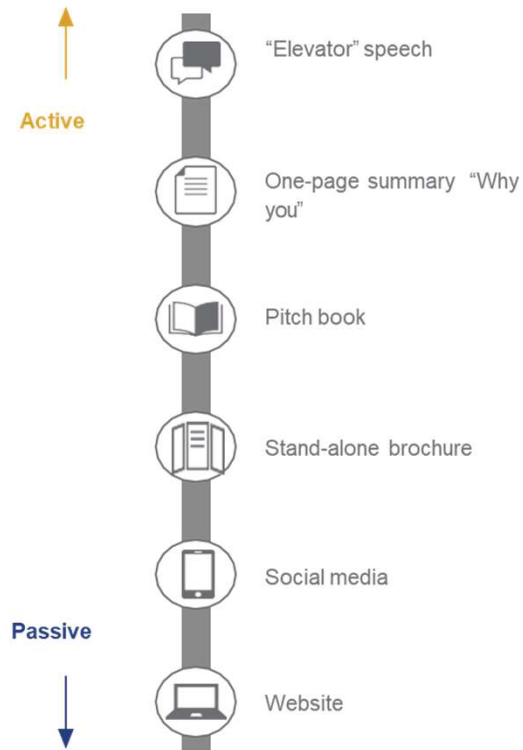 “Elevator” speech
Active
One-page summary “Why
you”
Pitch book
Stand-alone brochure
Social media
Passive
Website